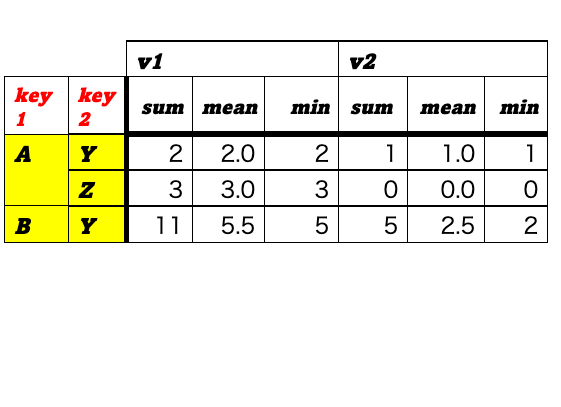 v1 v2
key 1 key 2 sum mean min sum mean min
A Y 2 2.0 2 1 1.0 1
Z 3 3.0 3 0 0.0 0
B Y 11 5.5 5 5 2.5 2